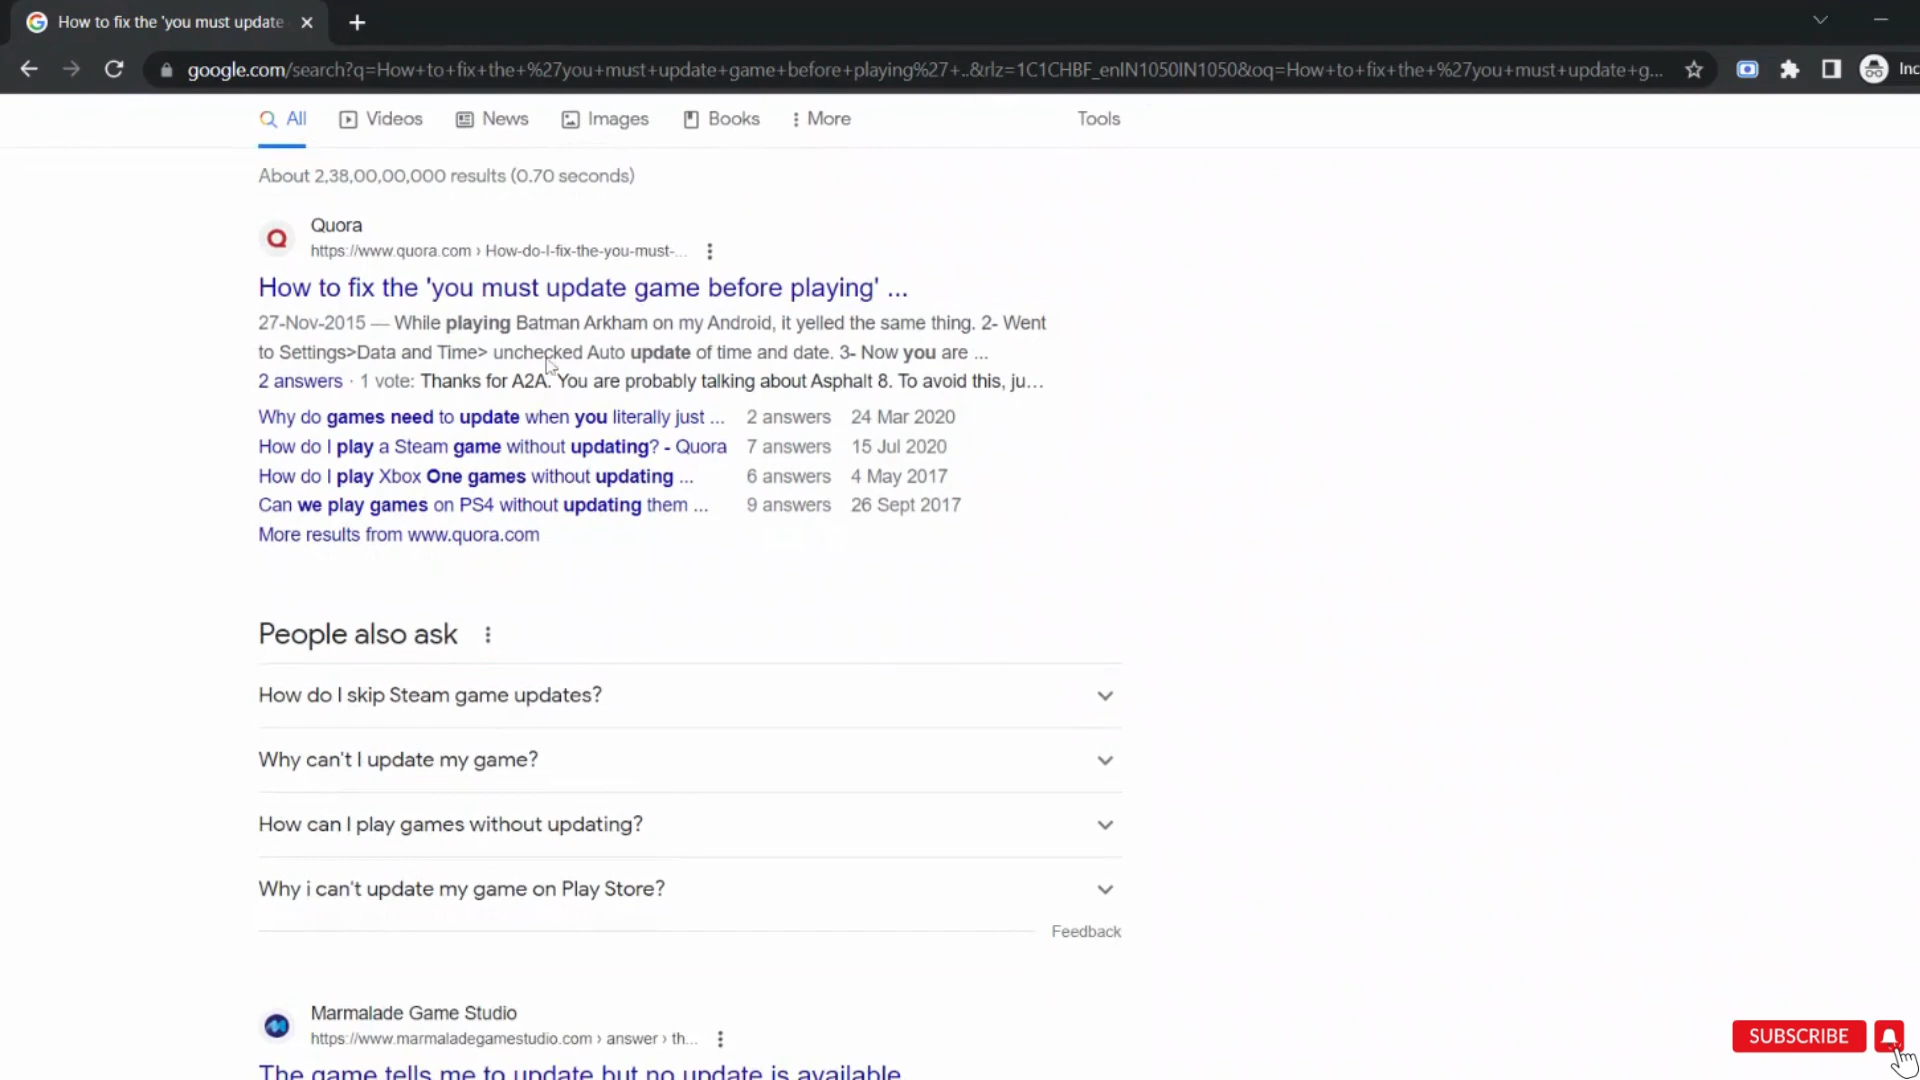 How to fix the 'you must update
google.com/search?q=How+to+fix+the+%27you+must+update+game+before+playing%27+..&rlz=1C1CHBF_enIN1050IN1050&oq=How+to+fix+the+%27you+must+update+g...
Inc
All Videos News Images Books More Tools
About 2,38,00,00,000 results (0.70 seconds)
Quora
https://www.quora.com › How-do-I-fix-the-you-must-...
How to fix the 'you must update game before playing' ...
27-Nov-2015 — While playing Batman Arkham on my Android, it yelled the same thing. 2- Went
to Settings>Data and Time> unchecked Auto update of time and date. 3- Now you are ...
2 answers · 1 vote: Thanks for A2A. You are probably talking about Asphalt 8. To avoid this, ju...
Why do games need to update when you literally just ... 2 answers 24 Mar 2020
How do I play a Steam game without updating? - Quora 7 answers 15 Jul 2020
How do I play Xbox One games without updating ... 6 answers 4 May 2017
Can we play games on PS4 without updating them ... 9 answers 26 Sept 2017
More results from www.quora.com
People also ask
How do I skip Steam game updates?
Why can't I update my game?
How can I play games without updating?
Why i can't update my game on Play Store?
Feedback
Marmalade Game Studio
https://www.marmaladegamestudio.com › answer › th...
The game tells me to update but no update is available
SUBSCRIBE